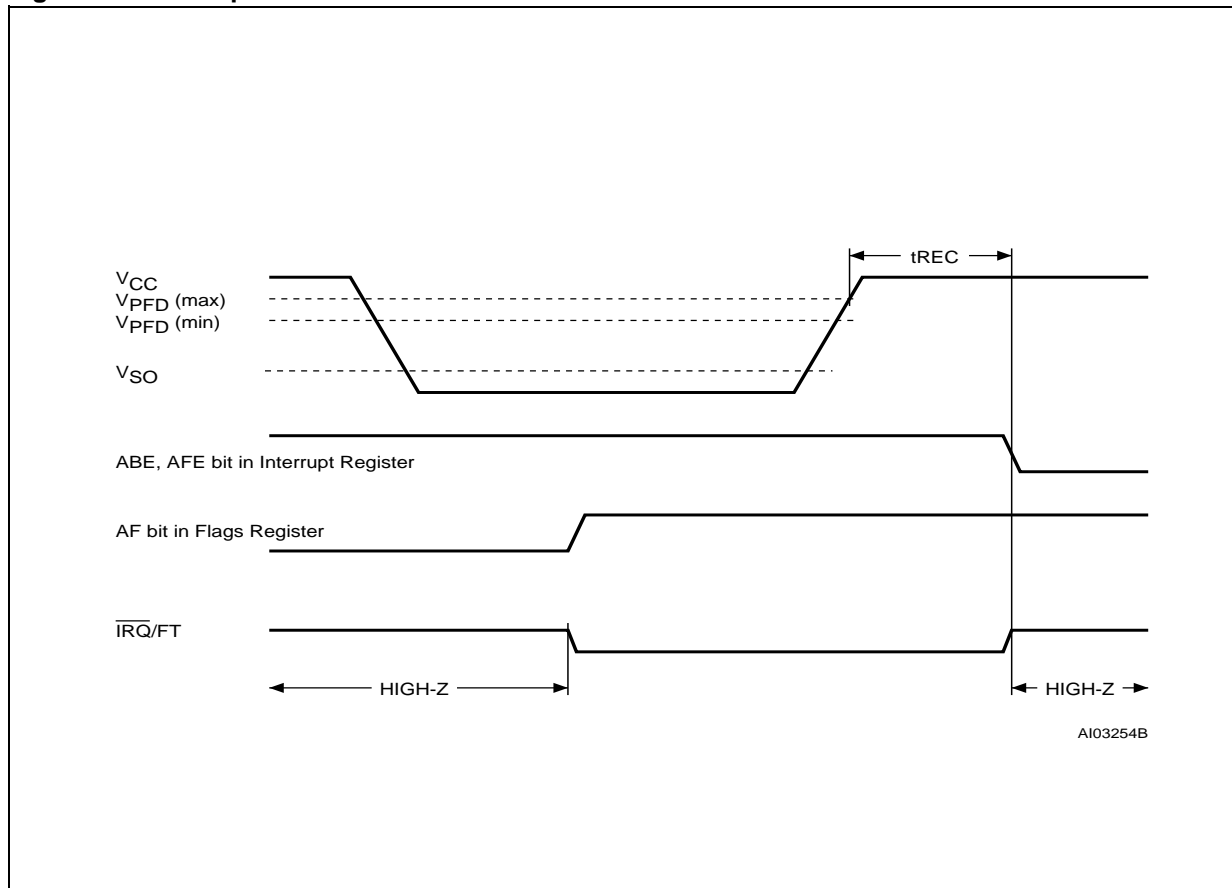 tREC
VCC
VPFD (max)
VPFD (min)
VSO
ABE, AFE bit in Interrupt Register
AF bit in Flags Register
IRQ/FT
HIGH-Z
HIGH-Z
AI03254B